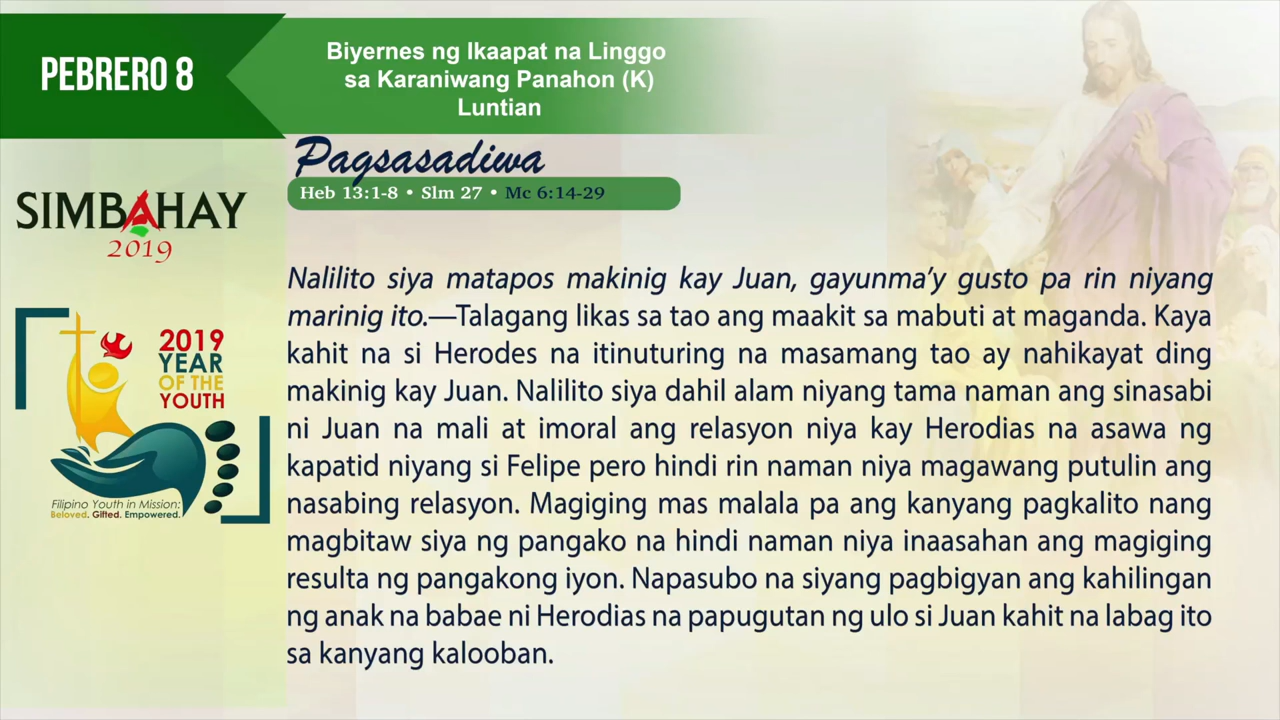 PEBRERO 8
Biyernes ng Ikaapat na Linggo
sa Karaniwang Panahon (K)
Luntian
Pagsasadiwa
Heb 13:1-8 • Slm 27 • Mc 6:14-29
SIMBAHAY
2019
2019
YEAR
OF THE
YOUTH
Filipino Youth in Mission:
Beloved. Gifted. Empowered.
Nalilito siya matapos makinig kay Juan, gayunma’y gusto pa rin niyang
marinig ito.—Talagang likas sa tao ang maakit sa mabuti at maganda. Kaya
kahit na si Herodes na itinuturing na masamang tao ay nahikayat ding
makinig kay Juan. Nalilito siya dahil alam niyang tama naman ang sinasabi
ni Juan na mali at imoral ang relasyon niya kay Herodias na asawa ng
kapatid niyang si Felipe pero hindi rin naman niya magawang putulin ang
nasabing relasyon. Magiging mas malala pa ang kanyang pagkalito nang
magbitaw siya ng pangako na hindi naman niya inaasahan ang magiging
resulta ng pangakong iyon. Napasubo na siyang pagbigyan ang kahilingan
ng anak na babae ni Herodias na papugutan ng ulo si Juan kahit na labag ito
sa kanyang kalooban.